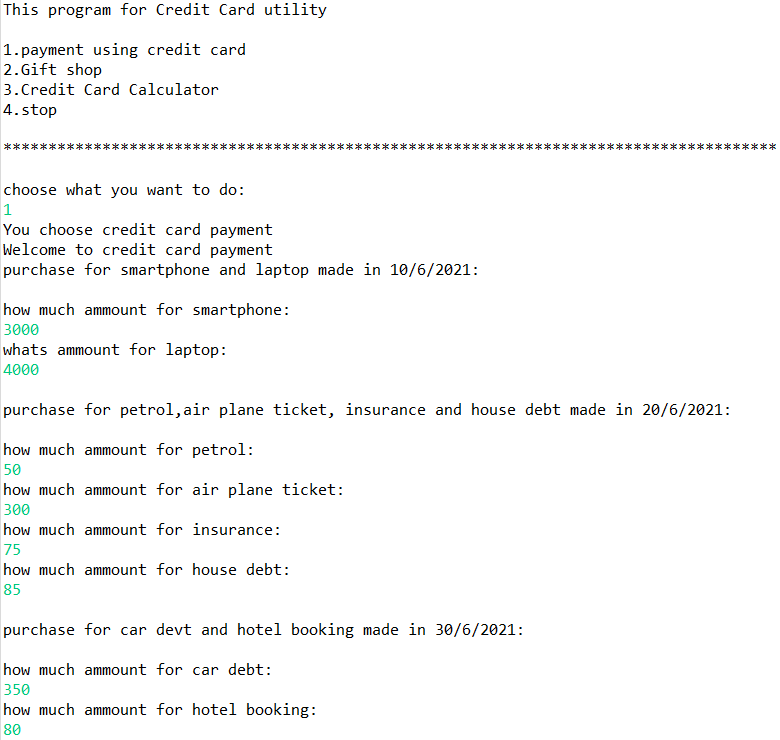 This program for Credit Card utility
1.payment using credit card
2.Gift shop
3.Credit Card Calculator
4.stop
**************************************************************************************
choose what you want to do:
1
You choose credit card payment
Welcome to credit card payment
purchase for smartphone and laptop made in 10/6/2021:
how much ammount for smartphone:
3000
whats ammount for laptop:
4000
purchase for petrol,air plane ticket, insurance and house debt made in 20/6/2021:
how much ammount for petrol:
50
how much ammount for air plane ticket:
300
how much ammount for insurance:
75
how much ammount for house debt:
85
purchase for car devt and hotel booking made in 30/6/2021:
how much ammount for car debt:
350
how much ammount for hotel booking:
80